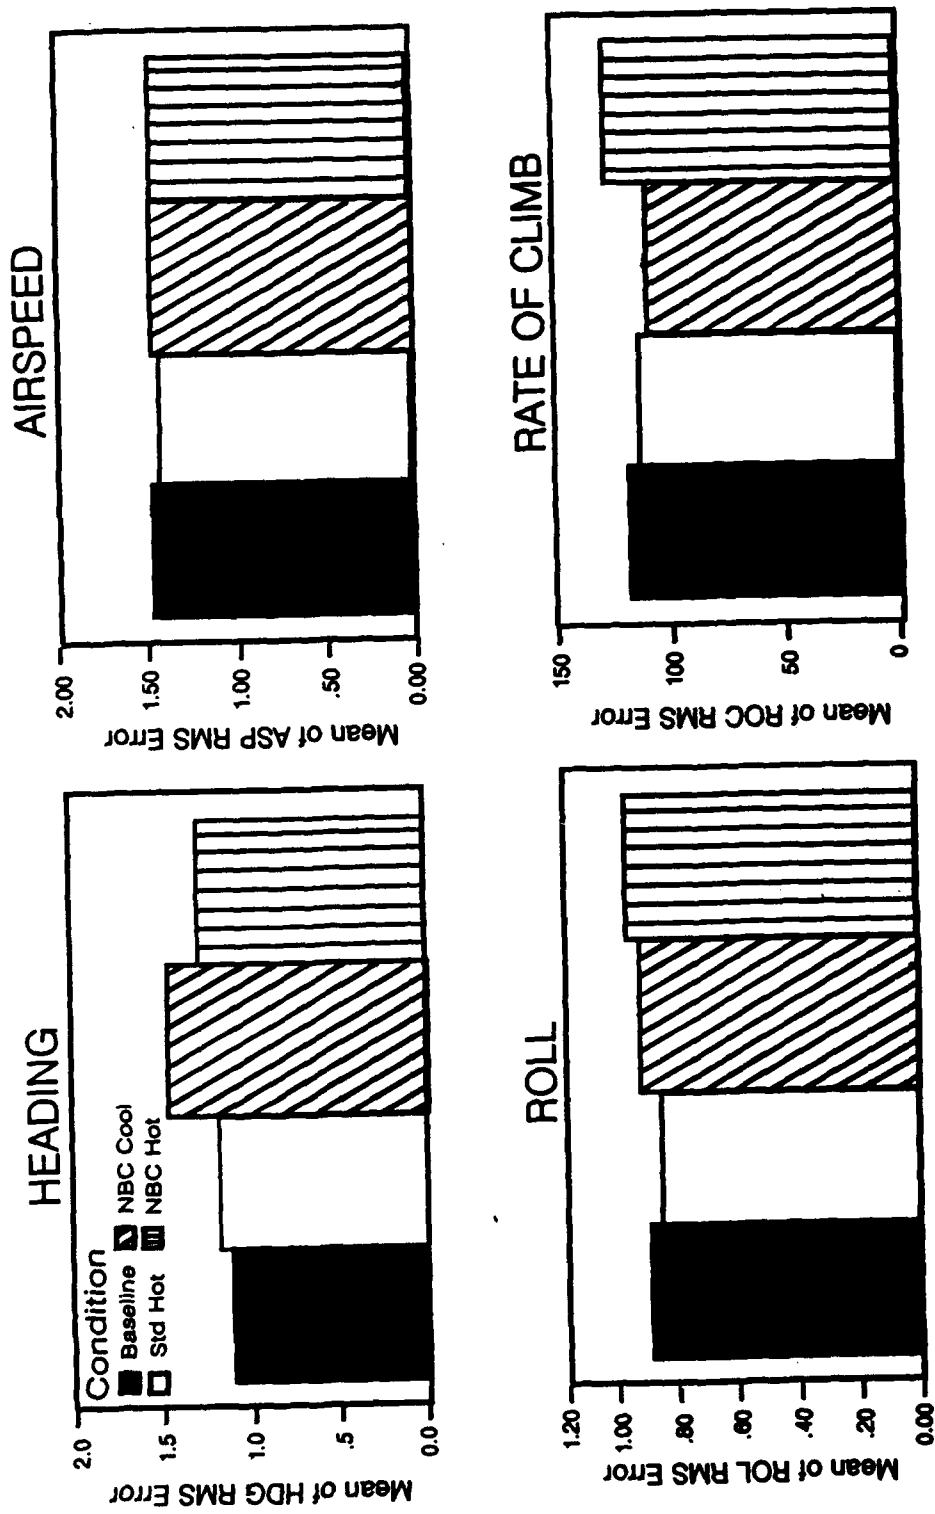 HEADING
Condition
Baseline NBC Cool
Std Hot NBC Hot
Mean of HDG RMS Error
2.0
1.5
1.0
.5
0.0
AIRSPEED
Mean of ASP RMS Error
2.00
1.50
1.00
.50
0.00
ROLL
Mean of ROL RMS Error
1.20
1.00
.80
.60
.40
.20
0.00
RATE OF CLIMB
Mean of ROC RMS Error
150
100
50
0